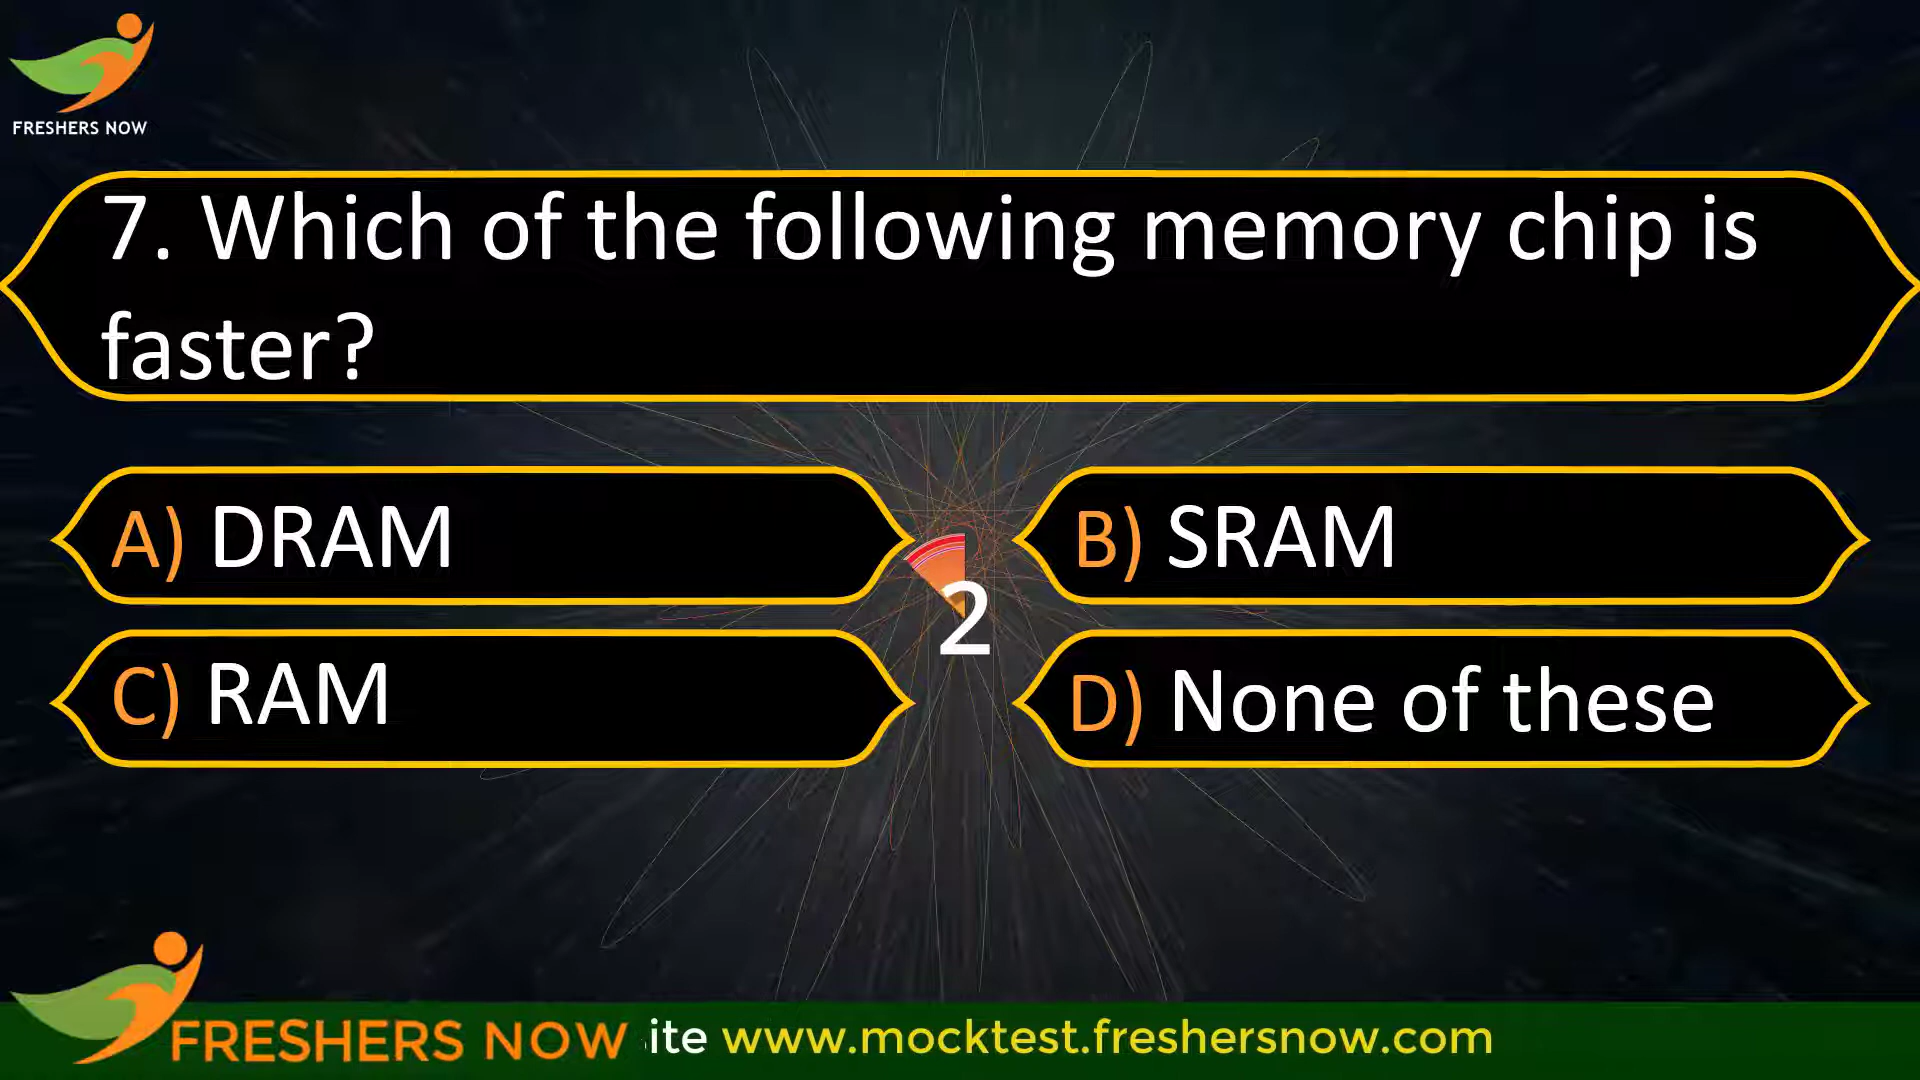 FRESHERS NOW
7. Which of the following memory chip is
faster?
A) DRAM
B) SRAM
2
C) RAM
D) None of these
FRESHERS NOW
ite www.mocktest.freshersnow.com